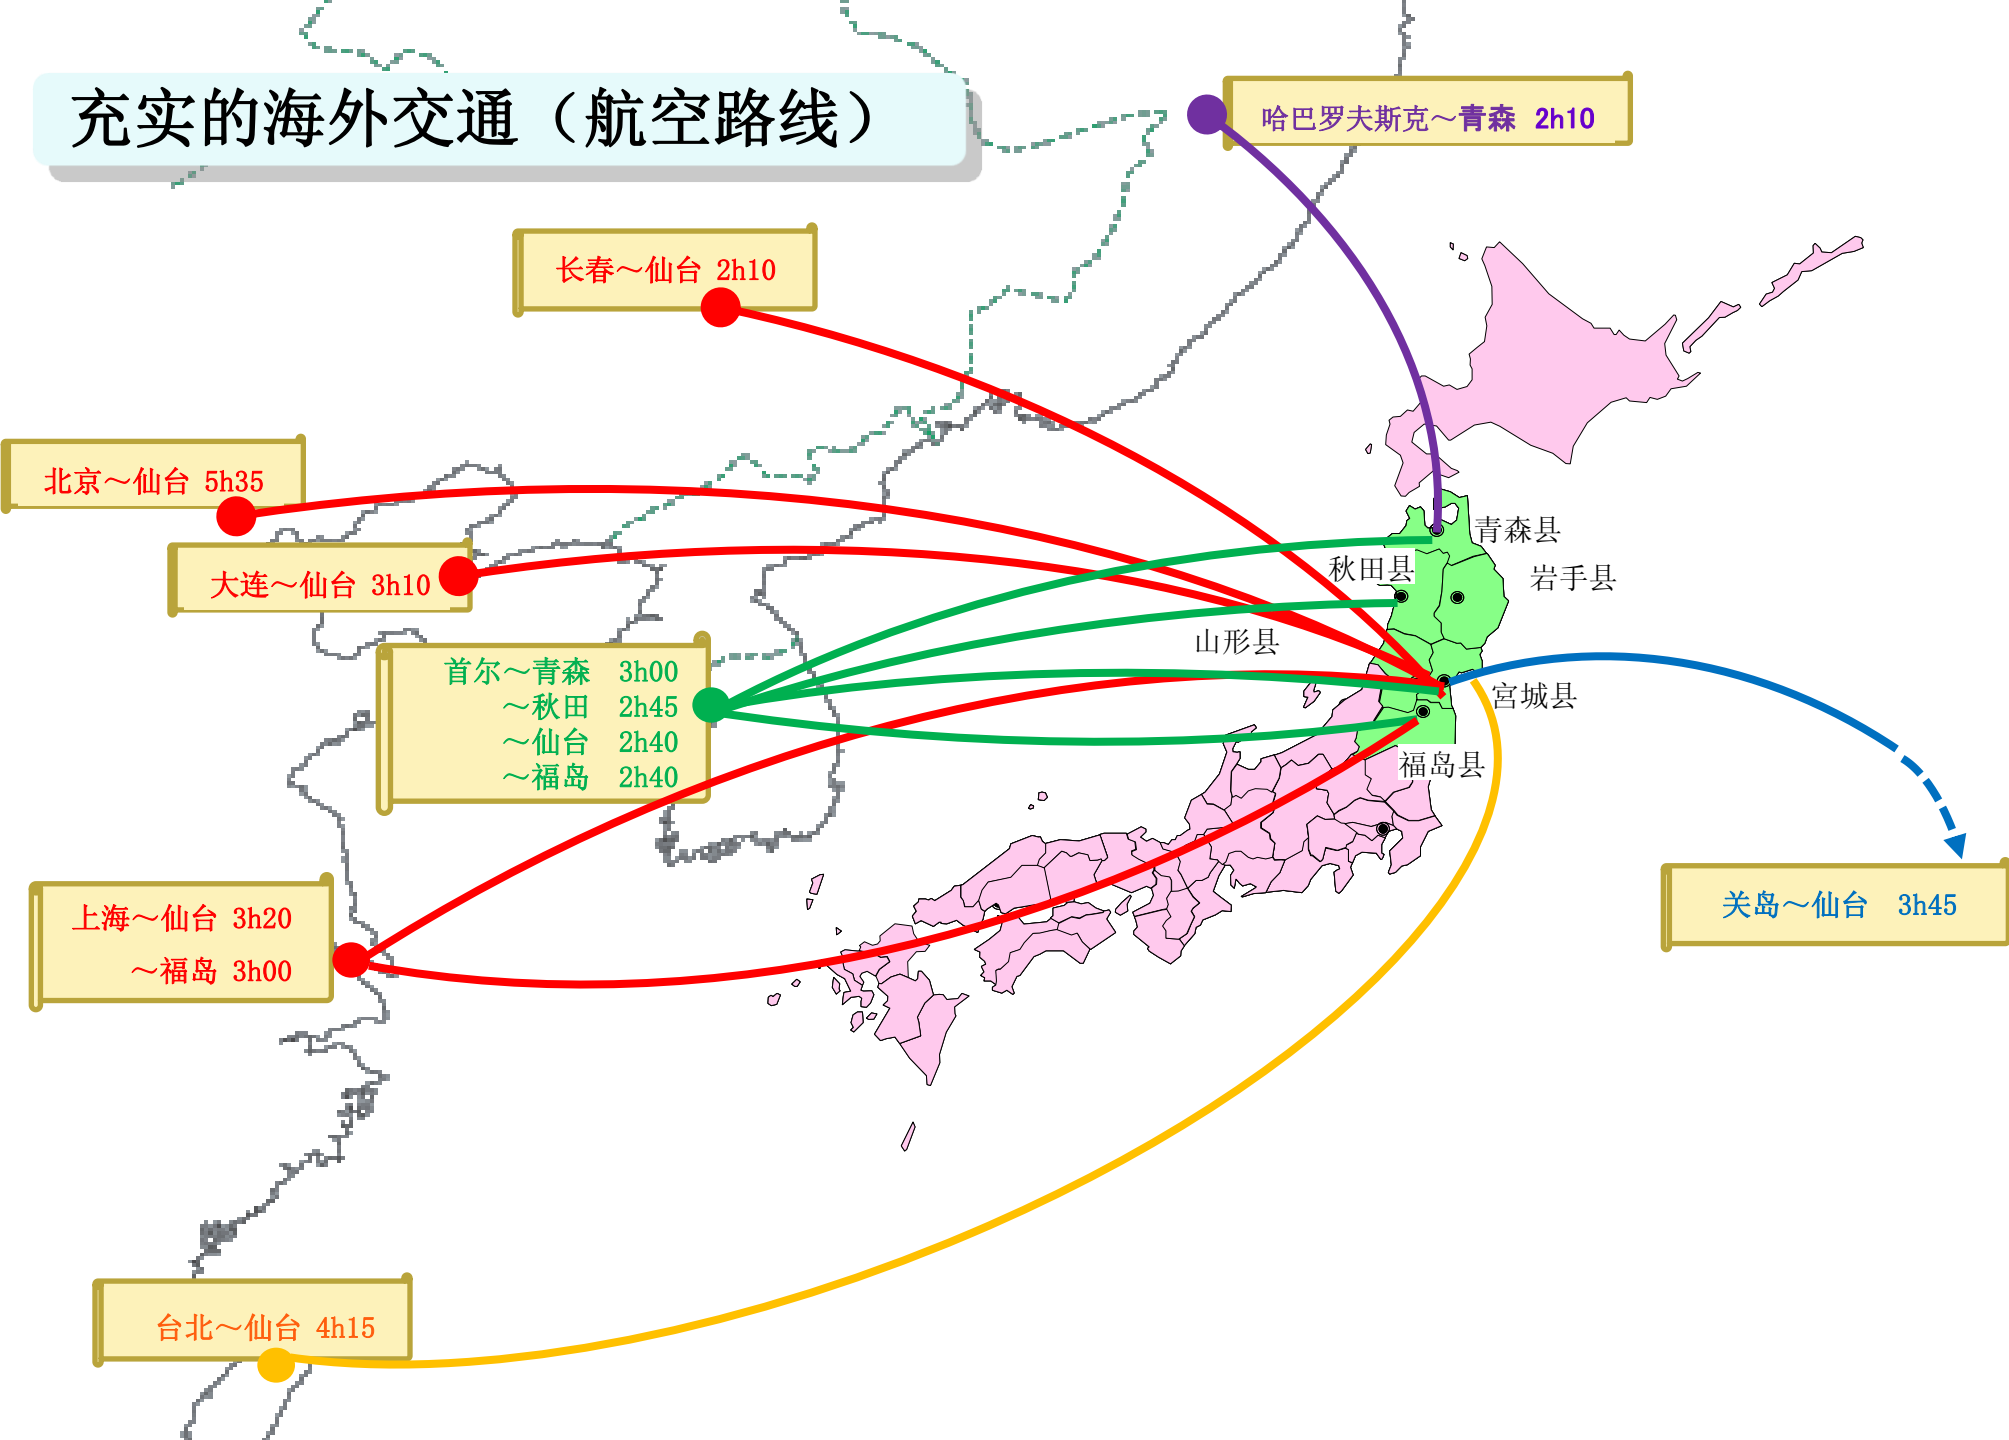 充实的海外交通（航空路线）
哈巴罗夫斯克～青森 2h10
长春～仙台 2h10
北京～仙台 5h35
大连～仙台 3h10
青森县
秋田县
岩手县
山形县
首尔～青森 3h00
～秋田 2h45
～仙台 2h40
～福岛 2h40
宮城县
福岛县
上海～仙台 3h20
～福岛 3h00
关岛～仙台 3h45
台北～仙台 4h15